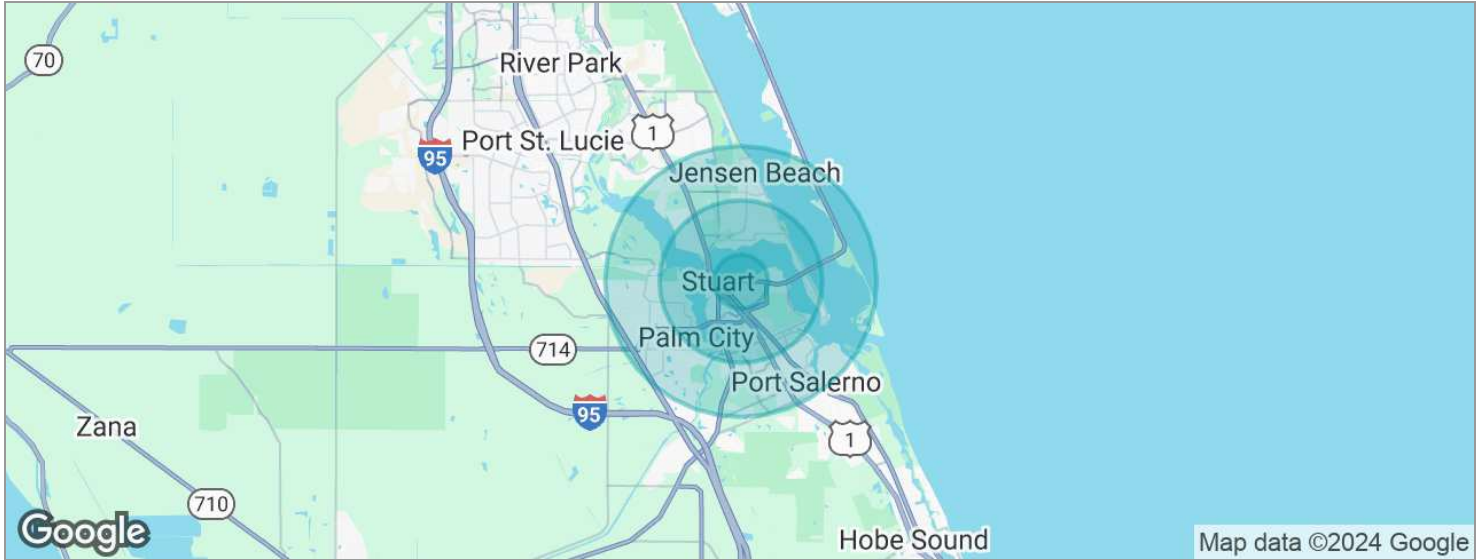 70
River Park
Port St. Lucie
1
95
Jensen Beach
Stuart
Palm City
714
Port Salerno
95
Zana
1
710
Google
Hobe Sound
Map data ©2024 Google